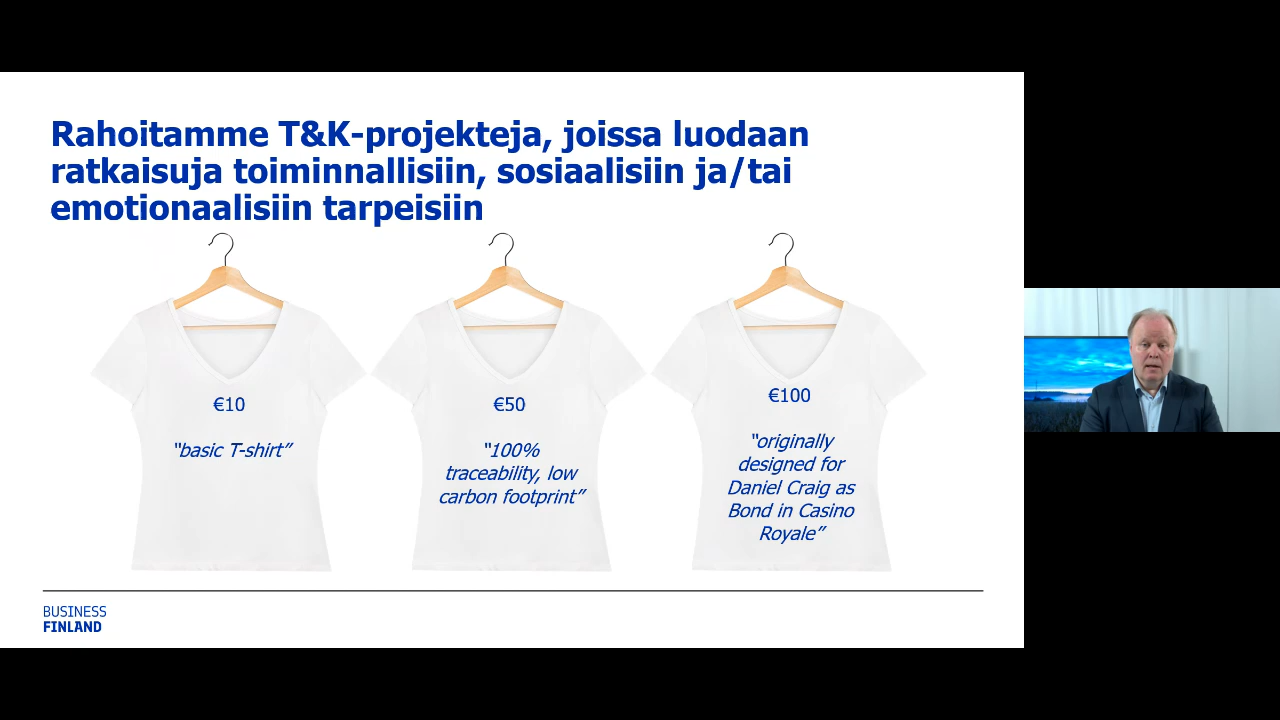 Rahoitamme T&K-projekteja, joissa luodaan
ratkaisuja toiminnallisiin, sosiaalisiin ja/tai
emotionaalisiin tarpeisiin
€10
“basic T-shirt”
€50
“100%
traceability, low
carbon footprint”
€100
“originally
designed for
Daniel Craig as
Bond in Casino
Royale”
BUSINESS
FINLAND